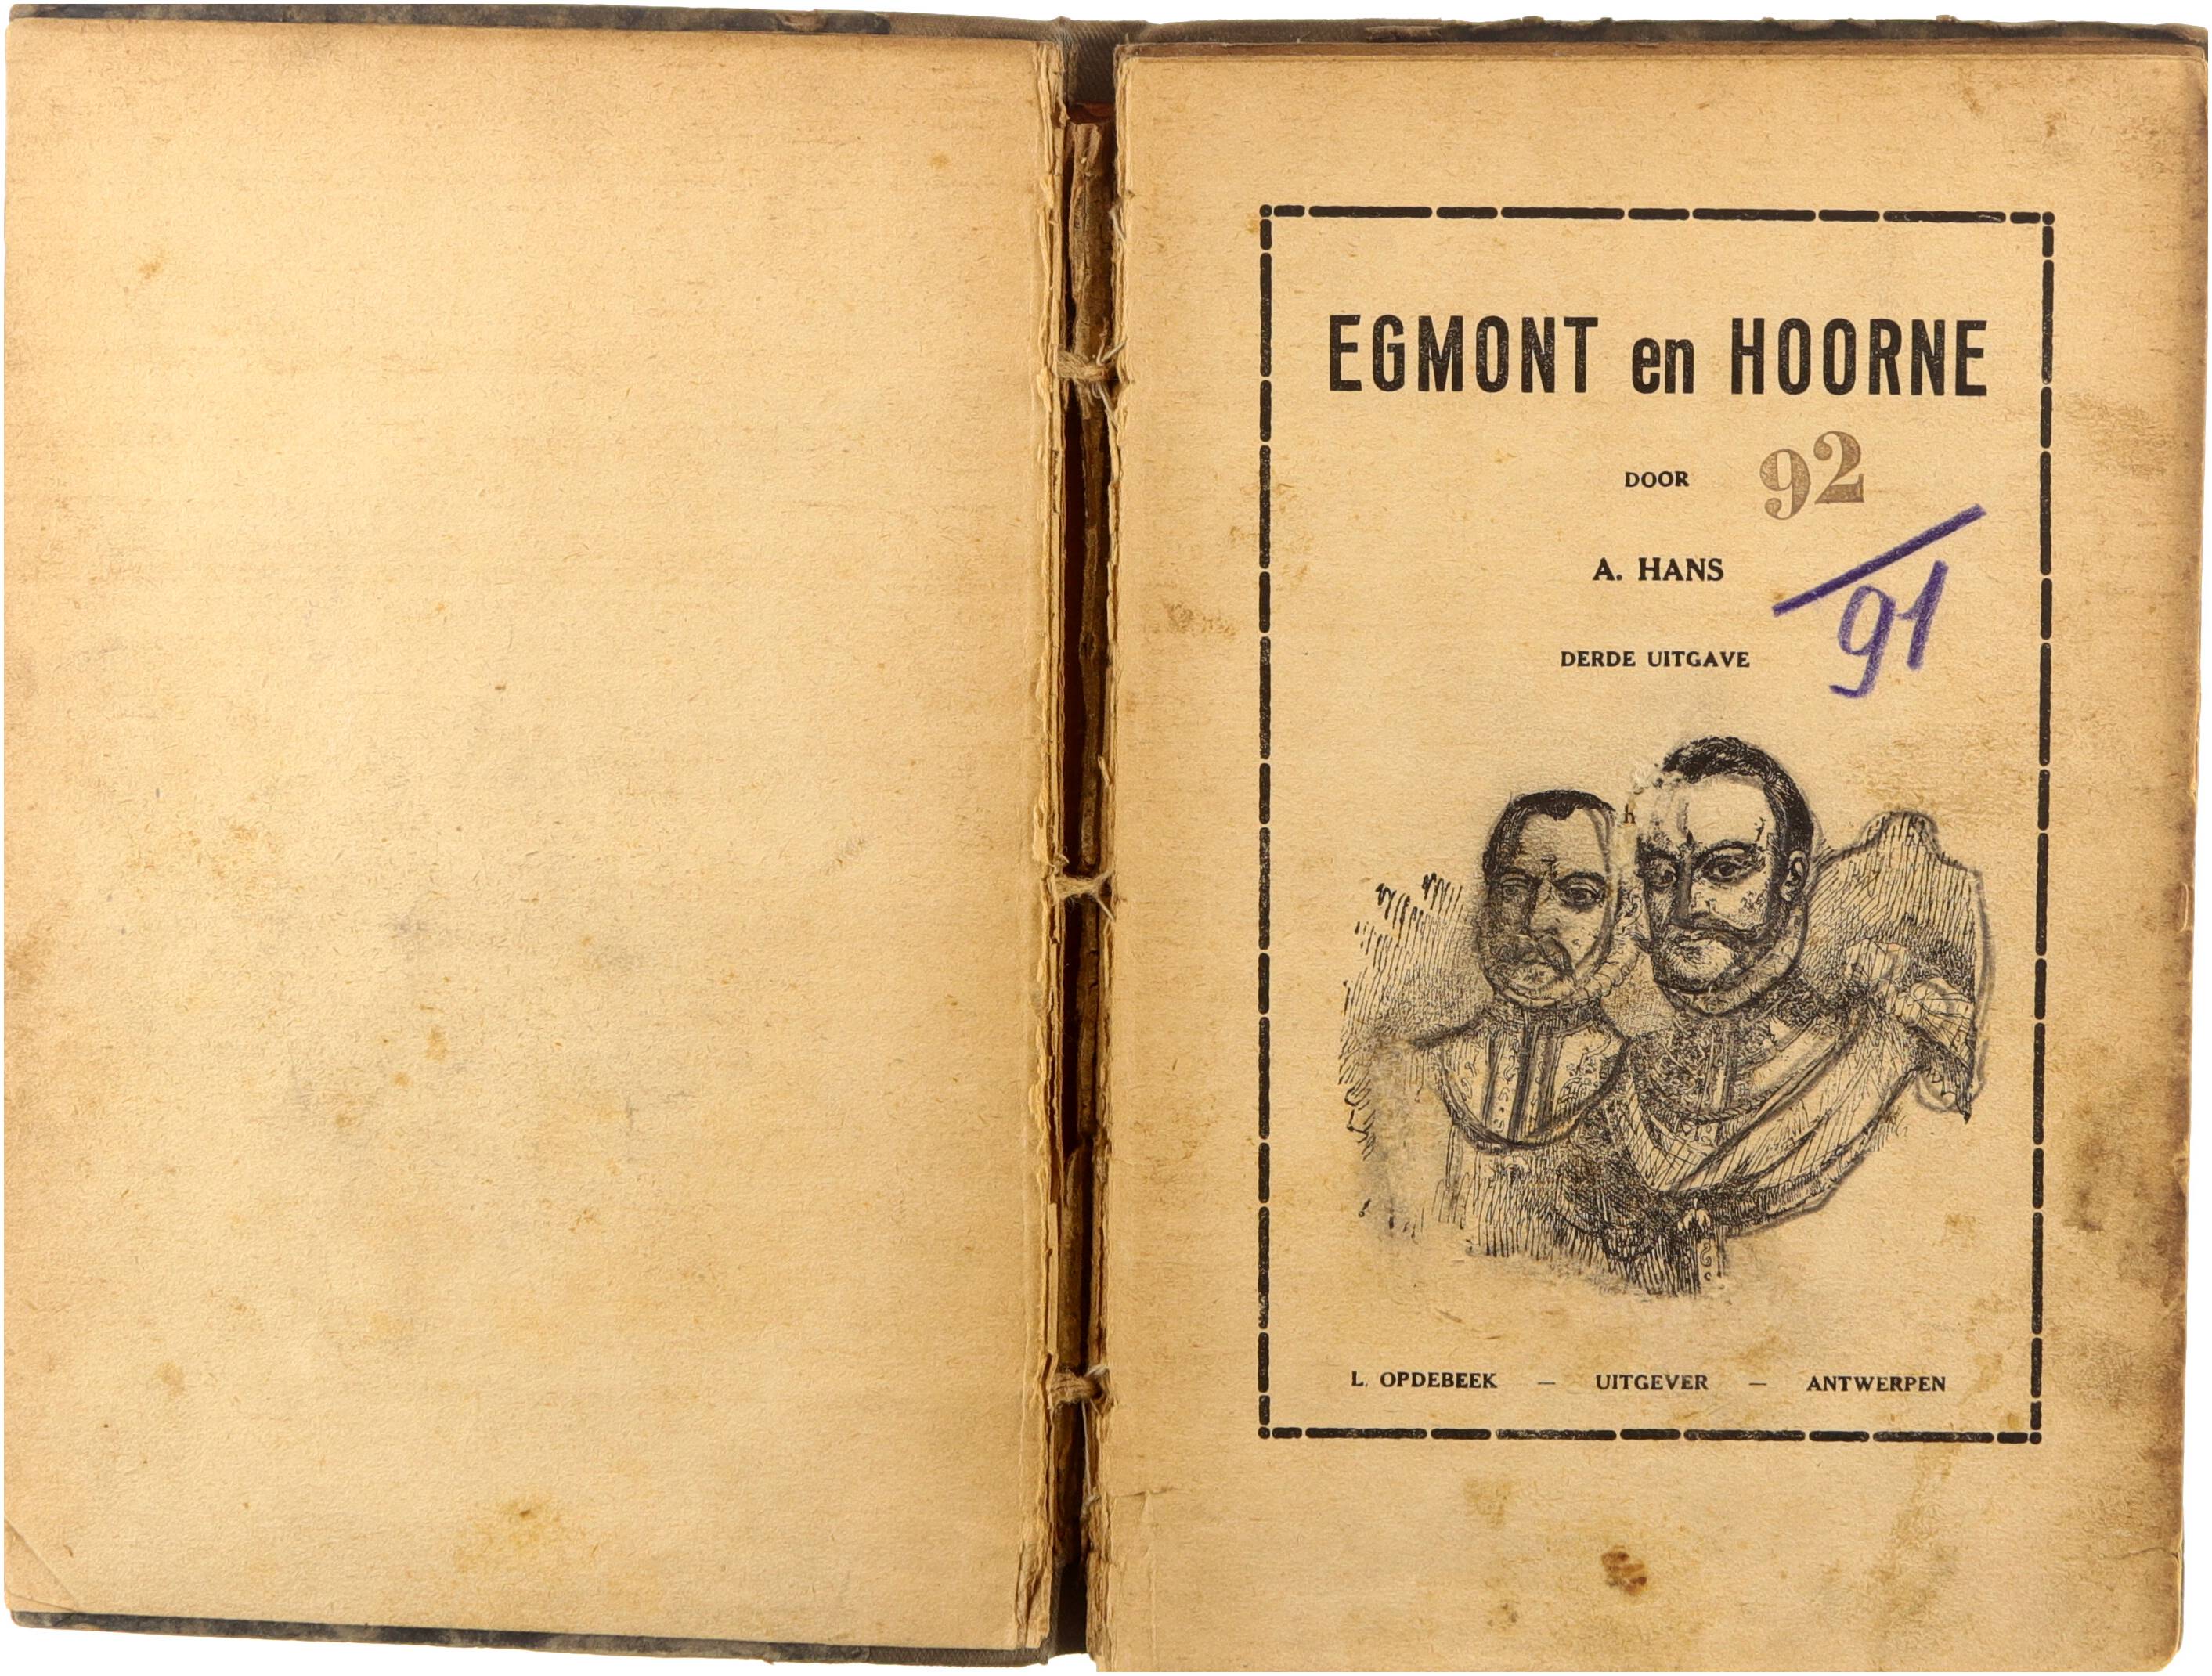 EGMONT en HOORNE
DOOR
92
A. HANS
91
DERDE UITGAVE
h
L. OPDEBEEK — UITGEVER — ANTWERPEN